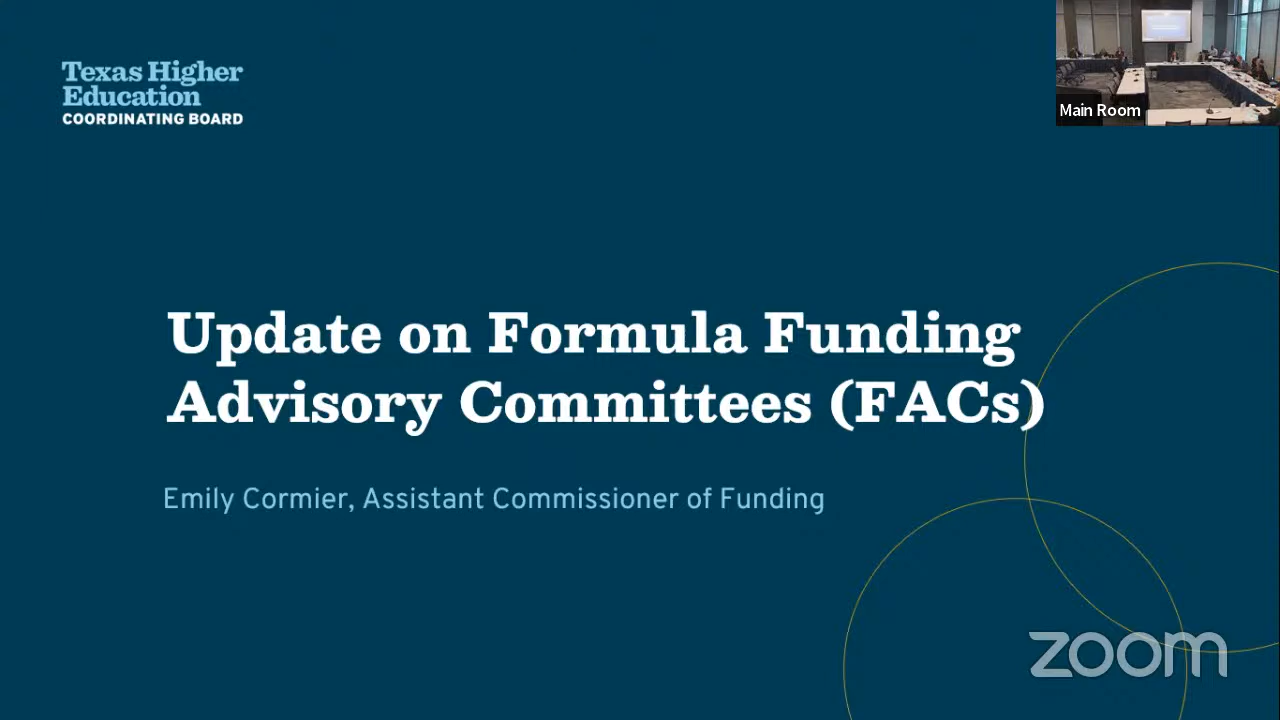 Texas Higher
Education
COORDINATING BOARD
Main Room
Update on Formula Funding
Advisory Committees (FACs)
Emily Cormier, Assistant Commissioner of Funding
zoom